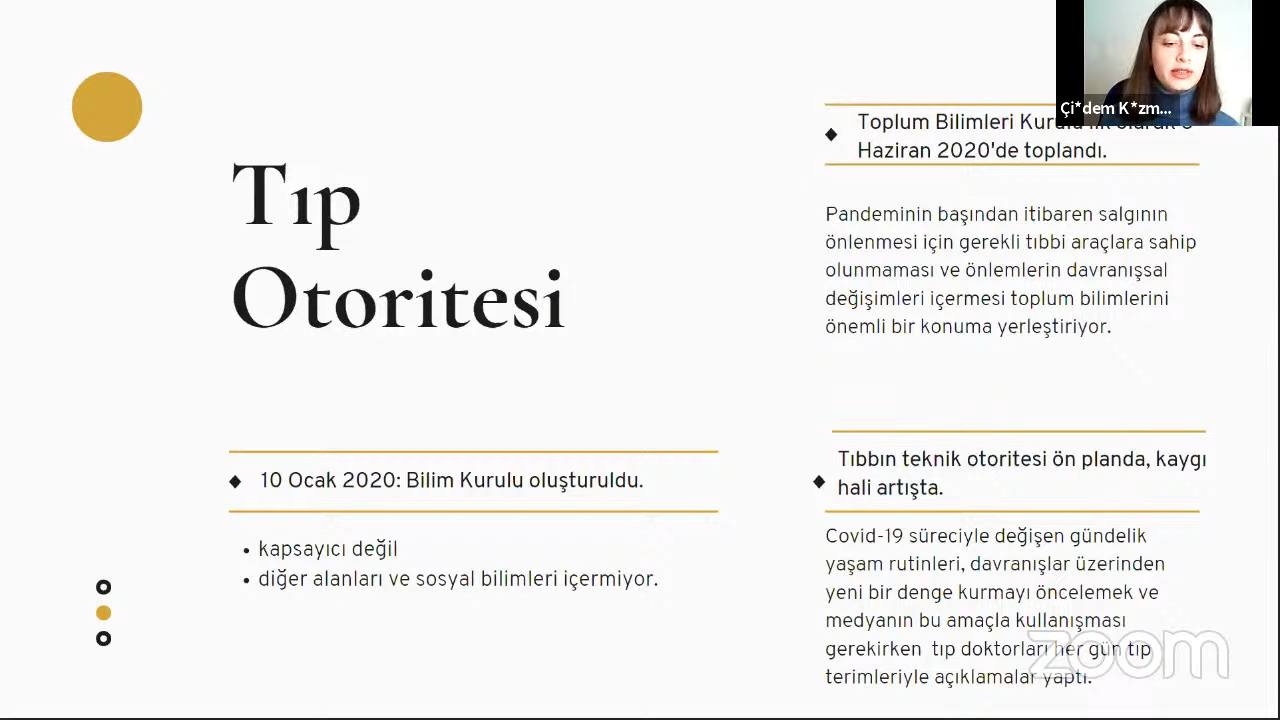 Çi*dem K*zm...
Tıp
Otoritesi
10 Ocak 2020: Bilim Kurulu oluşturuldu.
• kapsayıcı değil
• diğer alanları ve sosyal bilimleri içermiyor.
Toplum Bilimleri Kurulu ilk olarak
Haziran 2020'de toplandı.
Pandeminin başından itibaren salgının
önlenmesi için gerekli tıbbi araçlara sahip
olunmaması ve önlemlerin davranışsal
değişimleri içermesi toplum bilimlerini
önemli bir konuma yerleştiriyor.
Tıbbın teknik otoritesi ön planda, kaygı
hali artışta.
Covid-19 süreciyle değişen gündelik
yaşam rutinleri, davranışlar üzerinden
yeni bir denge kurmayı öncelemek ve
medyanın bu amaçla kullanışması
gerekirken tıp doktorları her gün tıp
terimleriyle açıklamalar yaptı.
zoom